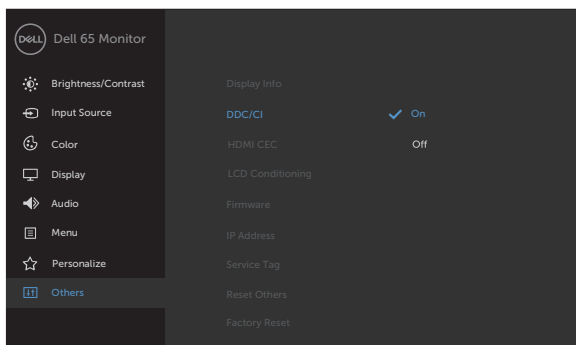 DELL Dell 65 Monitor
Brightness/Contrast Display Info
Input Source DDC/CI On
Color HDMI CEC Off
Display LCD Conditioning
Audio Firmware
Menu IP Address
Personalize Service Tag
Others Reset Others
Factory Reset